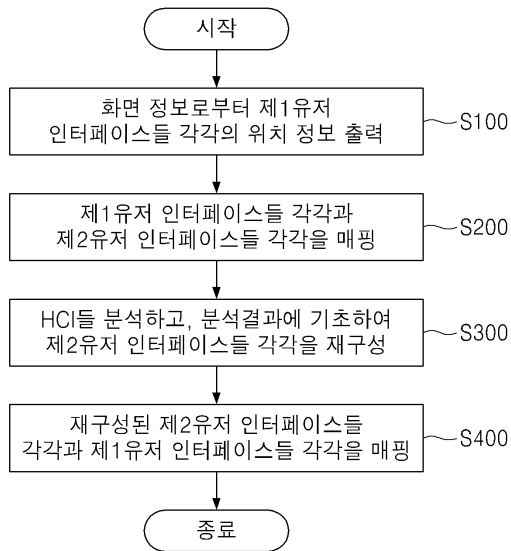 시작
화면 정보로부터 제1유저
인터페이스들 각각의 위치 정보 출력
S100
제1유저 인터페이스들 각각과
제2유저 인터페이스들 각각을 매핑
S200
HCI들 분석하고, 분석결과에 기초하여
제2유저 인터페이스들 각각을 재구성
S300
재구성된 제2유저 인터페이스들
각각과 제1유저 인터페이스들 각각을 매핑
S400
종료